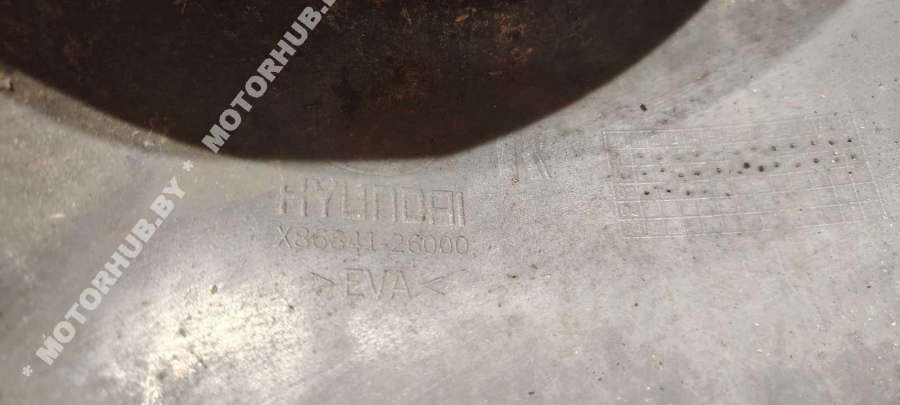 * MOTORHUB.BY * MOTORHUB.BY *
HYUNDAI
X86841-26000
>EVA<